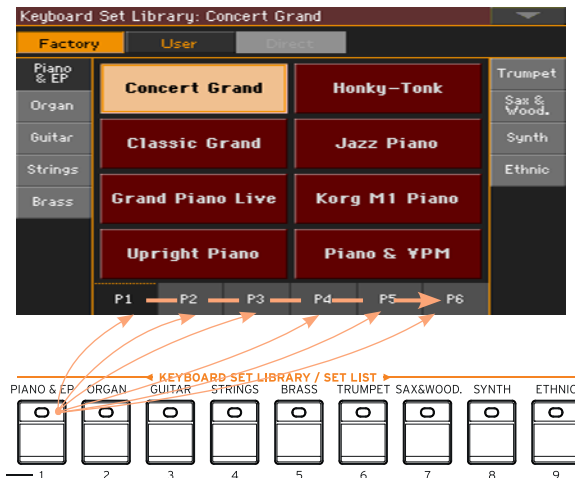 Keyboard Set Library: Concert Grand
Factory User Direct
Piano & EP
Organ
Guitar
Strings
Brass
Concert Grand
Honky-Tonk
Classic Grand
Jazz Piano
Grand Piano Live
Korg M1 Piano
Upright Piano
Piano & VPM
Trumpet
Sax & Wood.
Synth
Ethnic
P1 P2 P3 P4 P5 P6
KEYBOARD SET LIBRARY / SET LIST
PIANO & EP ORGAN GUITAR STRINGS BRASS TRUMPET SAX&WOOD. SYNTH ETHNIC
1 2 3 4 5 6 7 8 9